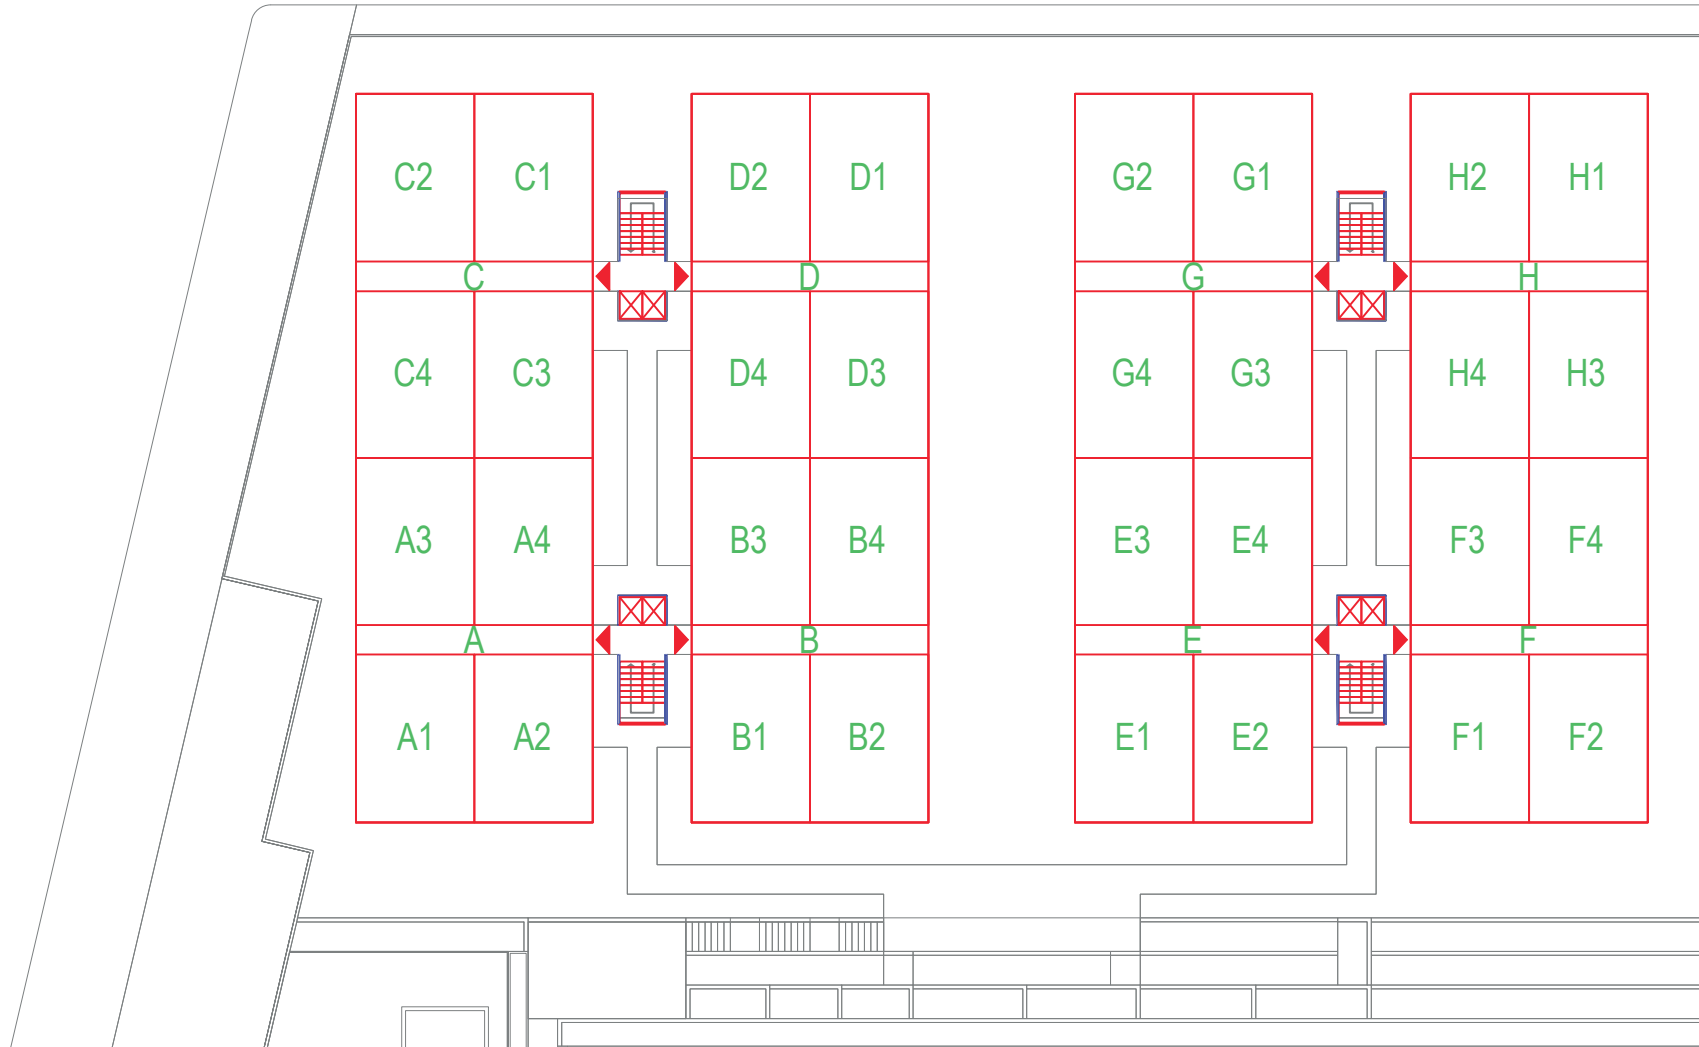 C2 C1 D2 D1 G2 G1 H2 H1
C D G H
C4 C3 D4 D3 G4 G3 H4 H3
A3 A4 B3 B4 E3 E4 F3 F4
A B E F
A1 A2 B1 B2 E1 E2 F1 F2